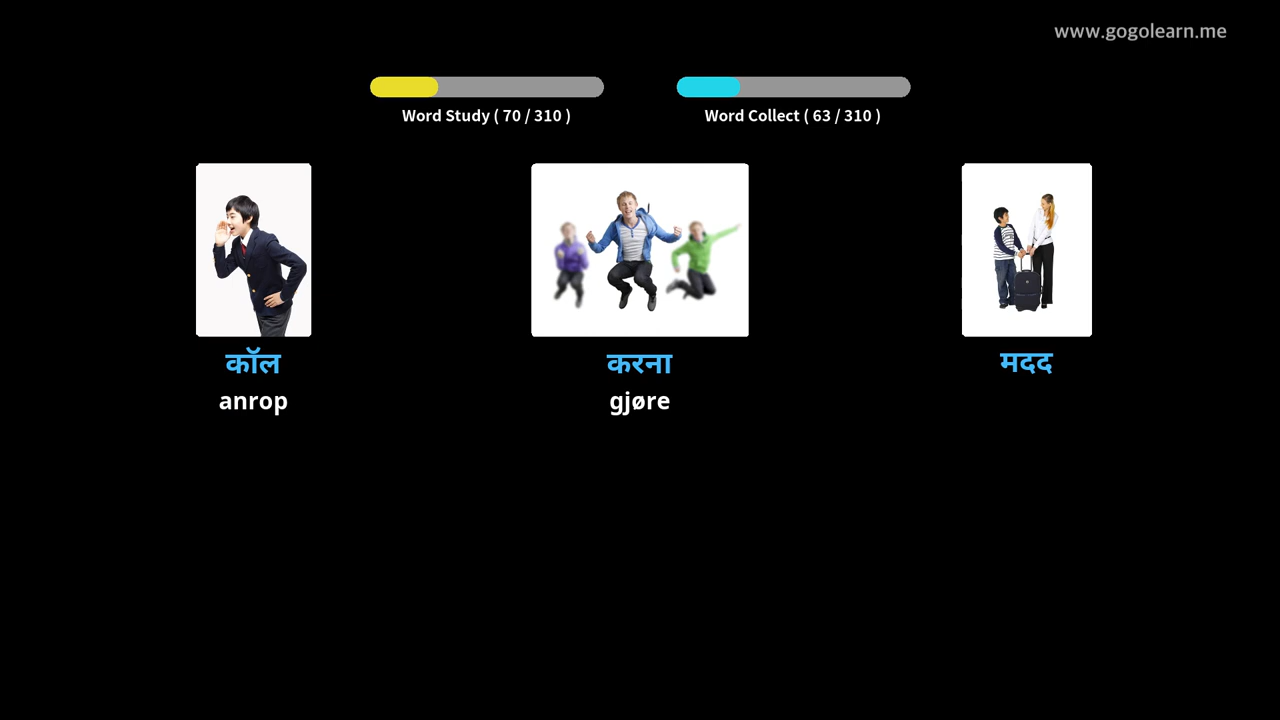 www.gogolearn.me
Word Study ( 70 / 310 )
Word Collect ( 63 / 310 )
कॉल
करना
मदद
anrop
gjøre